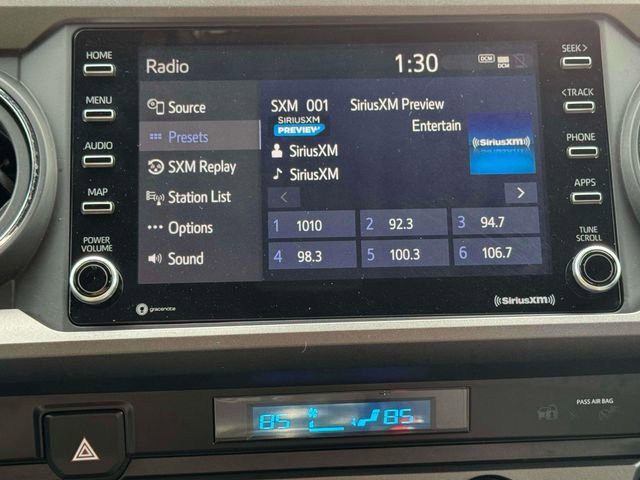 HOME
MENU
AUDIO
MAP
POWER
VOLUME
Radio
1:30
DCM
DCM
Source
Presets
SXM Replay
Station List
Options
Sound
SXM 001 SiriusXM Preview
SIRIUSXM
PREVIEW
Entertain
SiriusXM
SiriusXM
SiriusXM
< >
1 1010 2 92.3 3 94.7
4 98.3 5 100.3 6 106.7
SEEK >
< TRACK
PHONE
APPS
TUNE
SCROLL
gracenote
SiriusXM
85 85
PASS AIR BAG